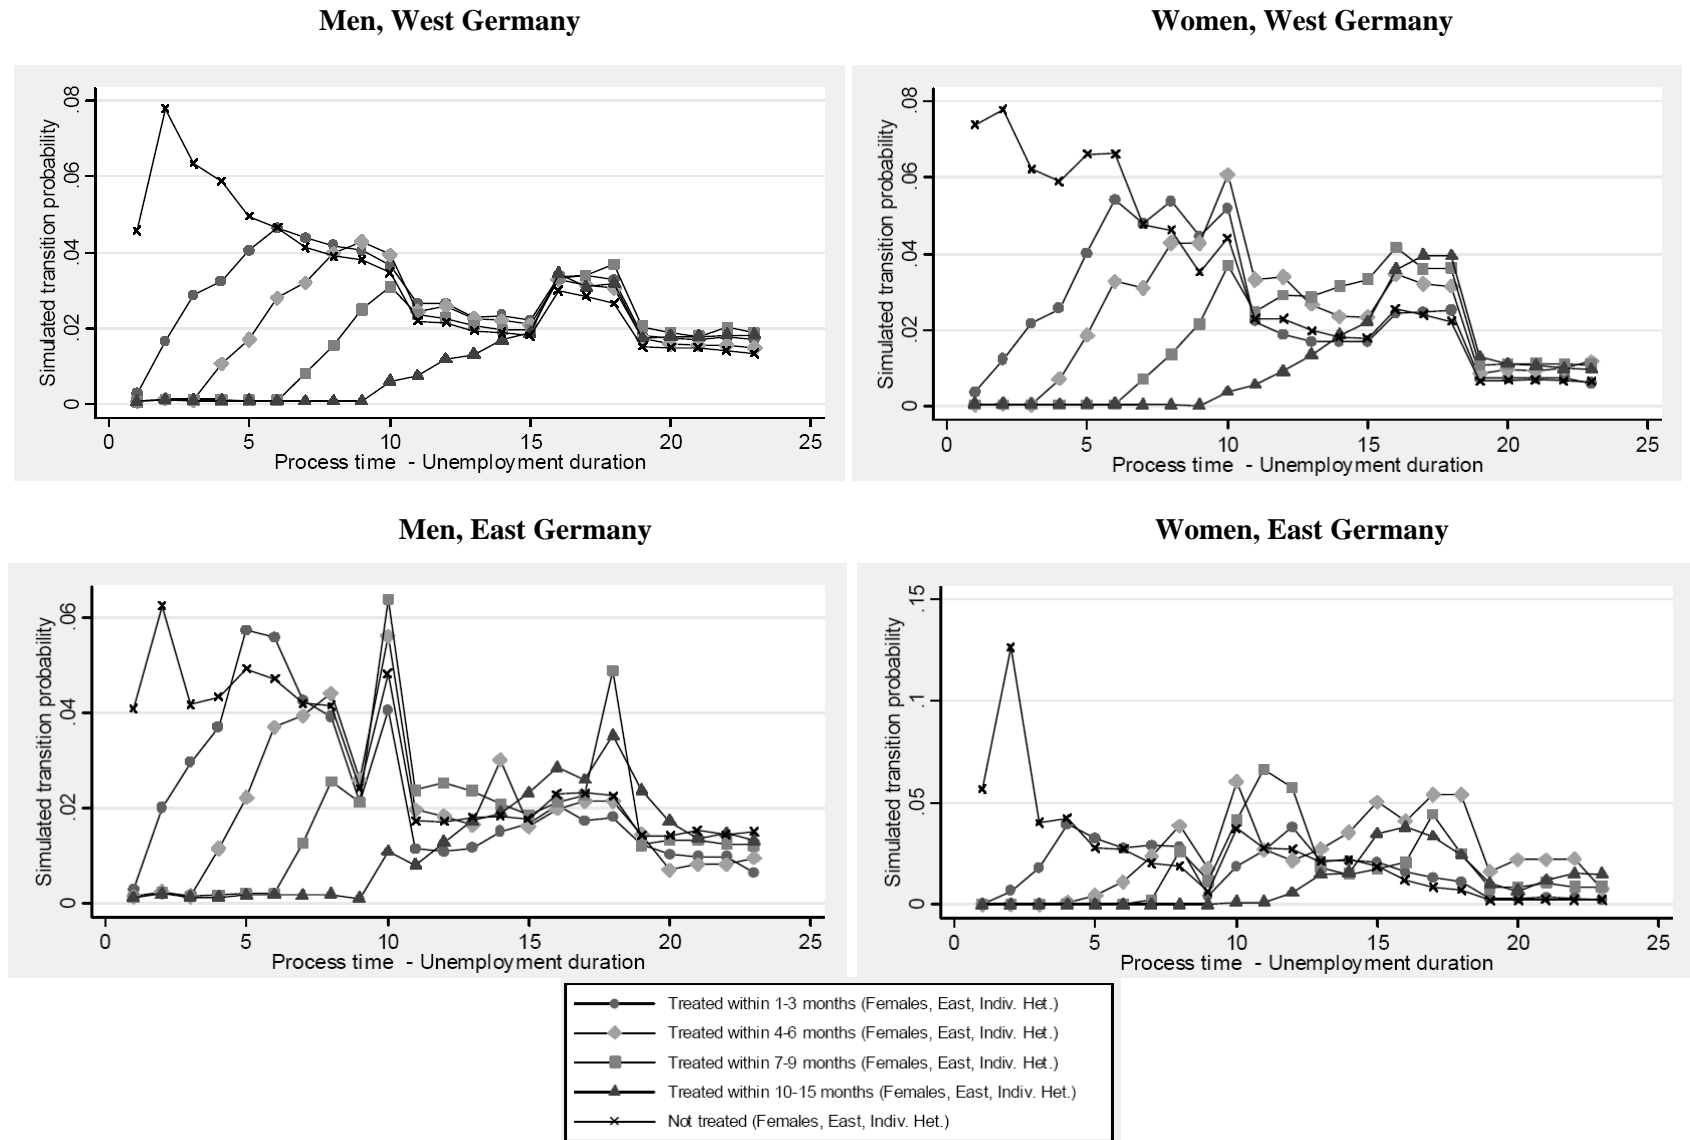 Men, West Germany
Women, West Germany
Simulated transition probability
0 .02 .04 .06 .08
0 5 10 15 20 25
Process time - Unemployment duration
Simulated transition probability
0 .02 .04 .06 .08
0 5 10 15 20 25
Process time - Unemployment duration
Men, East Germany
Women, East Germany
Simulated transition probability
0 .02 .04 .06
0 5 10 15 20 25
Process time - Unemployment duration
Simulated transition probability
0 .05 .1 .15
0 5 10 15 20 25
Process time - Unemployment duration
Treated within 1-3 months (Females, East, Indiv. Het.)
Treated within 4-6 months (Females, East, Indiv. Het.)
Treated within 7-9 months (Females, East, Indiv. Het.)
Treated within 10-15 months (Females, East, Indiv. Het.)
Not treated (Females, East, Indiv. Het.)